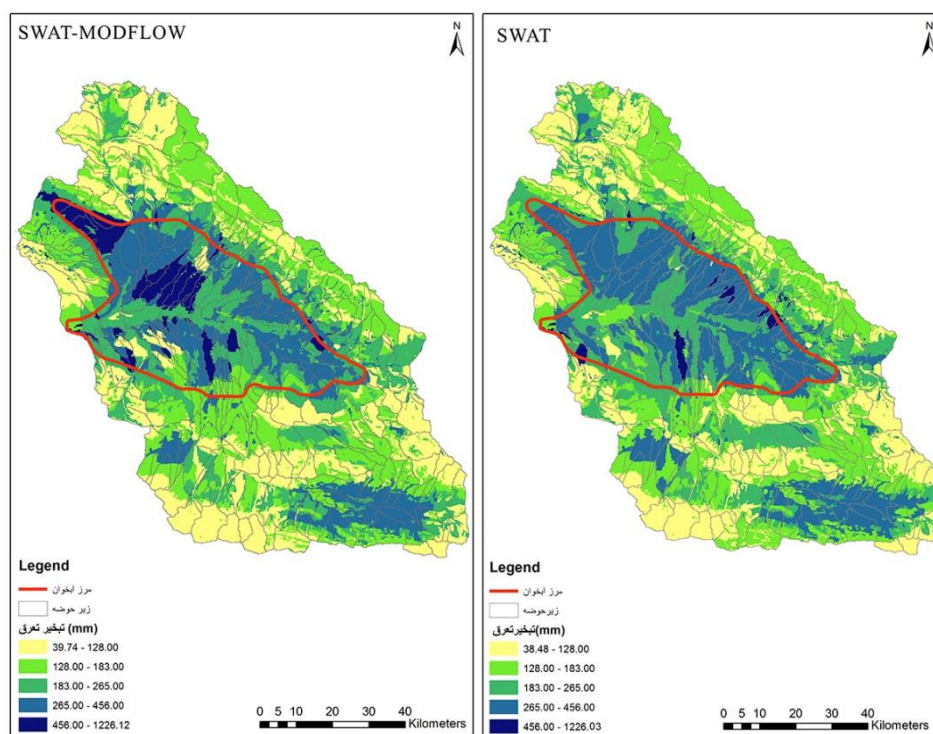 SWAT-MODFLOW
N
Legend
مرز آبخوان
زیر حوضه
تبخیر تعرق (mm)
39.74 - 128.00
128.00 - 183.00
183.00 - 265.00
265.00 - 456.00
456.00 - 1226.12
0 5 10 20 30 40
Kilometers
SWAT
N
Legend
مرز آبخوان
زیرحوضه
تبخیرتعرق(mm)
38.48 - 128.00
128.00 - 183.00
183.00 - 265.00
265.00 - 456.00
456.00 - 1226.03
0 5 10 20 30 40
Kilometers